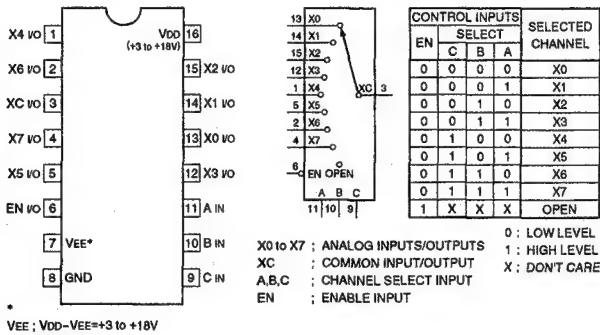 X4 I/O 1
X6 I/O 2
XC I/O 3
X7 I/O 4
X5 I/O 5
EN I/O 6
7 VEE*
8 GND
VDD 16
(+3 to +18V)
15 X2 I/O
14 X1 I/O
13 X0 I/O
12 X3 I/O
11 A IN
10 B IN
9 C IN
*
VEE ; VDD-VEE=+3 to +18V
13 X0
14 X1
15 X2
12 X3
1 X4
5 X5
2 X6
4 X7
XC 3
6 EN OPEN
A B C
11 10 9
X0 to X7 ; ANALOG INPUTS/OUTPUTS
XC ; COMMON INPUT/OUTPUT
A,B,C ; CHANNEL SELECT INPUT
EN ; ENABLE INPUT
CONTROL INPUTS SELECTED CHANNEL
EN SELECT
C B A
0 0 0 0 X0
0 0 0 1 X1
0 0 1 0 X2
0 0 1 1 X3
0 1 0 0 X4
0 1 0 1 X5
0 1 1 0 X6
0 1 1 1 X7
1 X X X OPEN
0 : LOW LEVEL
1 : HIGH LEVEL
X ; DON'T CARE